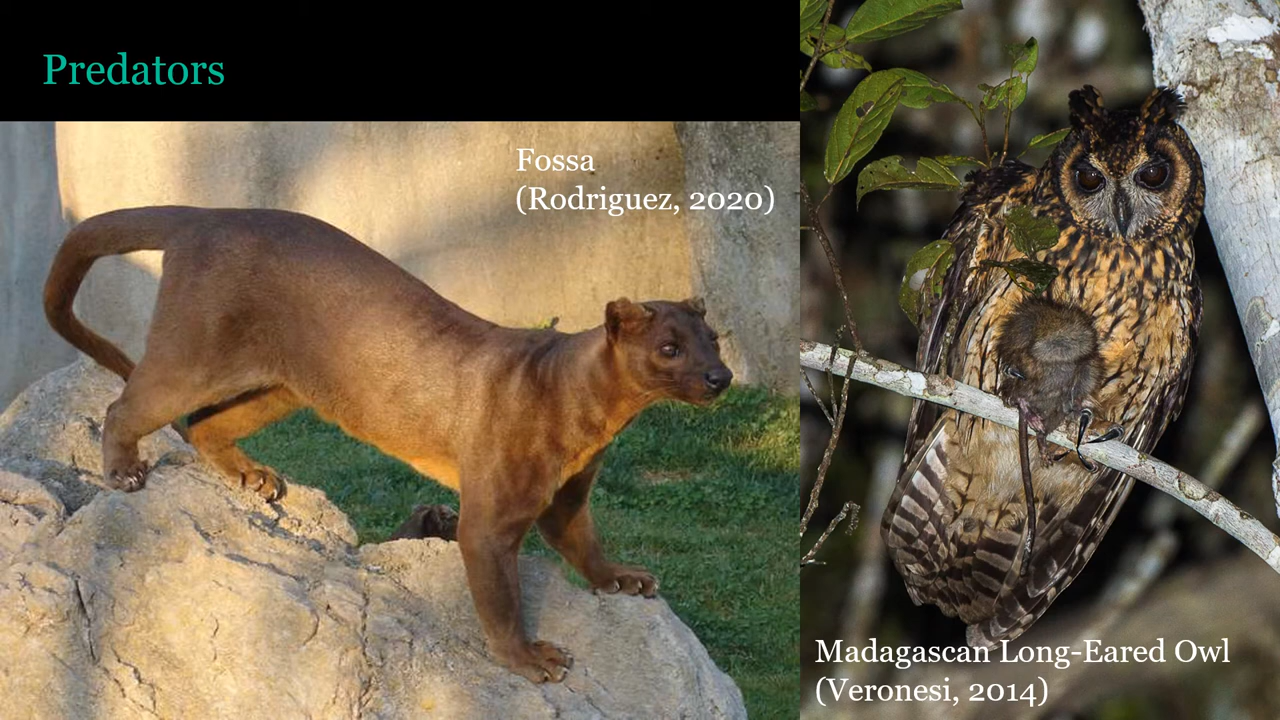 Predators
Fossa
(Rodriguez, 2020)
Madagascan Long-Eared Owl
(Veronesi, 2014)